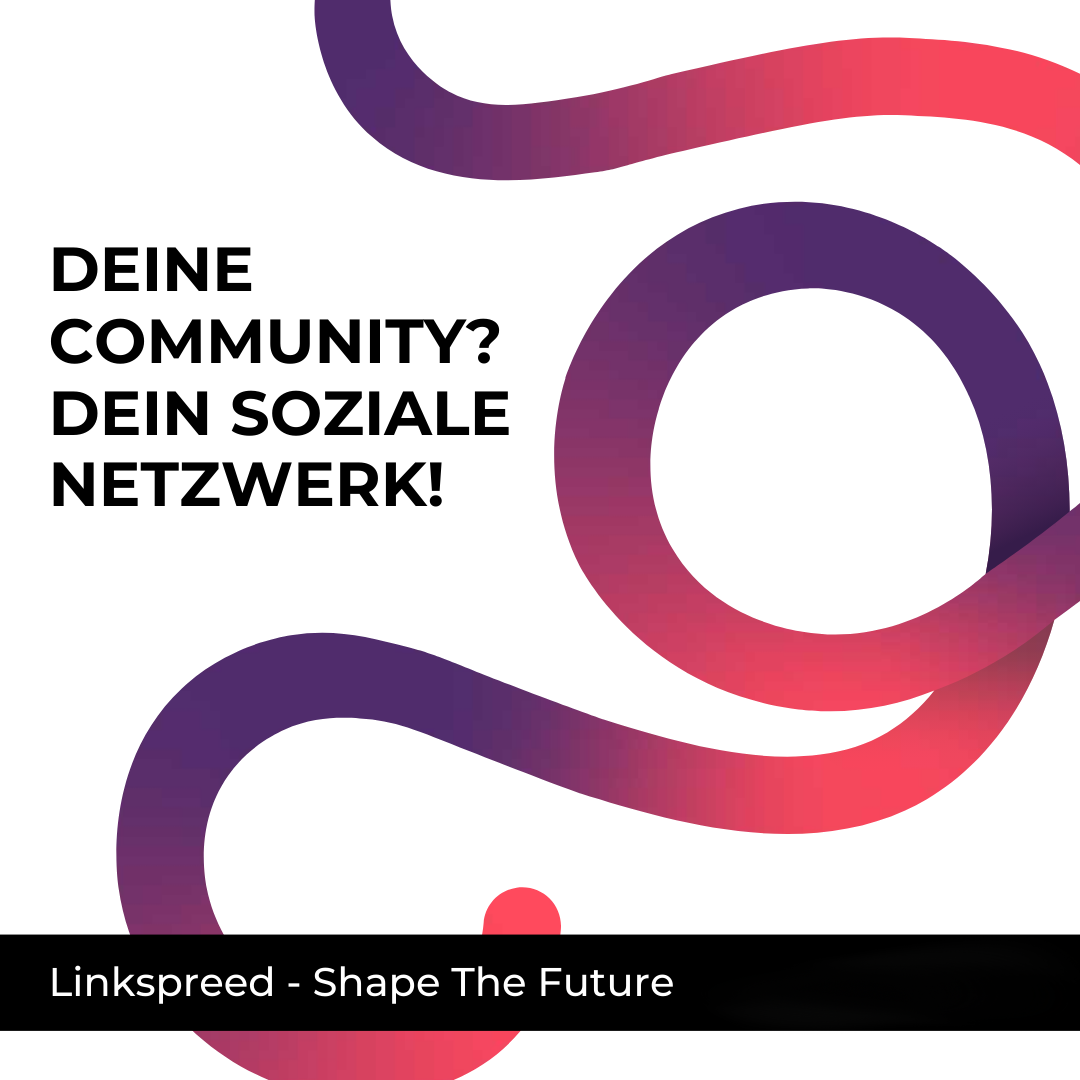 DEINE
COMMUNITY?
DEIN SOZIALE
NETZWERK!
Linkspreed - Shape The Future